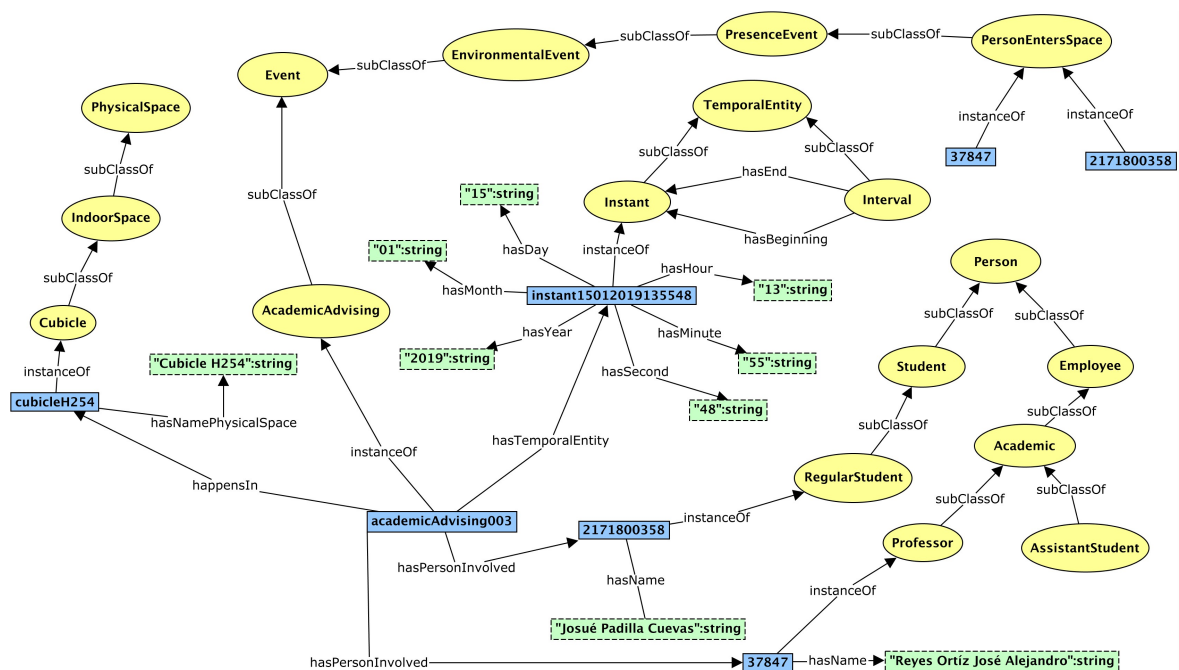 PresenceEvent
subClassOf
subClassOf
PersonEntersSpace
EnvironmentalEvent
subClassOf
Event
PhysicalSpace
TemporalEntity
instanceOf
instanceOf
37847
2171800358
subClassOf
subClassOf
subClassOf
hasEnd
"15":string
Instant
Interval
subClassOf
IndoorSpace
hasBeginning
hasDay
instanceOf
"01":string
hasHour
Person
subClassOf
hasMonth
instant15012019135548
"13":string
Cubicle
AcademicAdvising
subClassOf
subClassOf
hasYear
hasMinute
"Cubicle H254":string
"2019":string
"55":string
instanceOf
hasSecond
Student
Employee
cubicleH254
"48":string
subClassOf
hasNamePhysicalSpace
subClassOf
hasTemporalEntity
Academic
instanceOf
RegularStudent
happensIn
subClassOf
subClassOf
academicAdvising003
instanceOf
2171800358
Professor
AssistantStudent
hasPersonInvolved
hasName
instanceOf
"Josué Padilla Cuevas":string
hasPersonInvolved
37847
hasName
"Reyes Ortíz José Alejandro":string